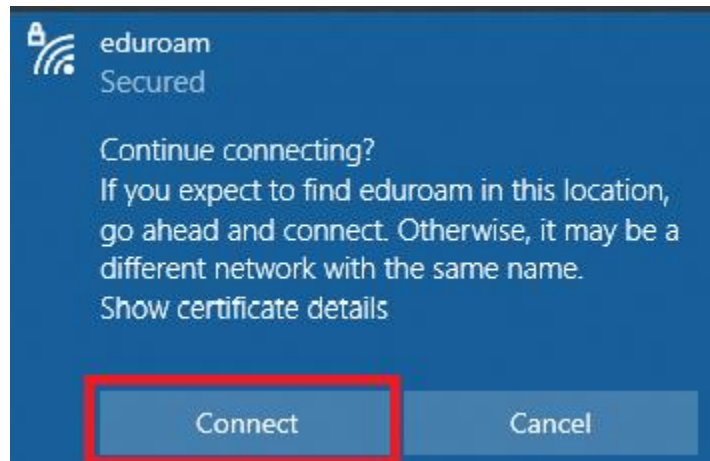 eduroam
Secured
Continue connecting?
If you expect to find eduroam in this location,
go ahead and connect. Otherwise, it may be a
different network with the same name.
Show certificate details
Connect
Cancel